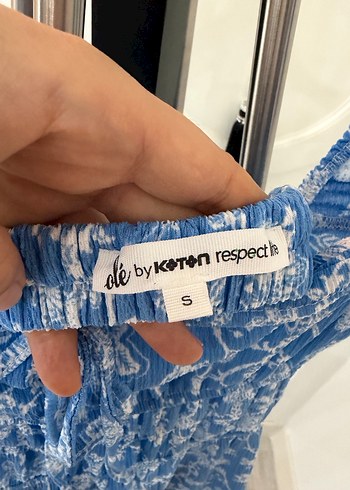 olé by KOTON respect life
S